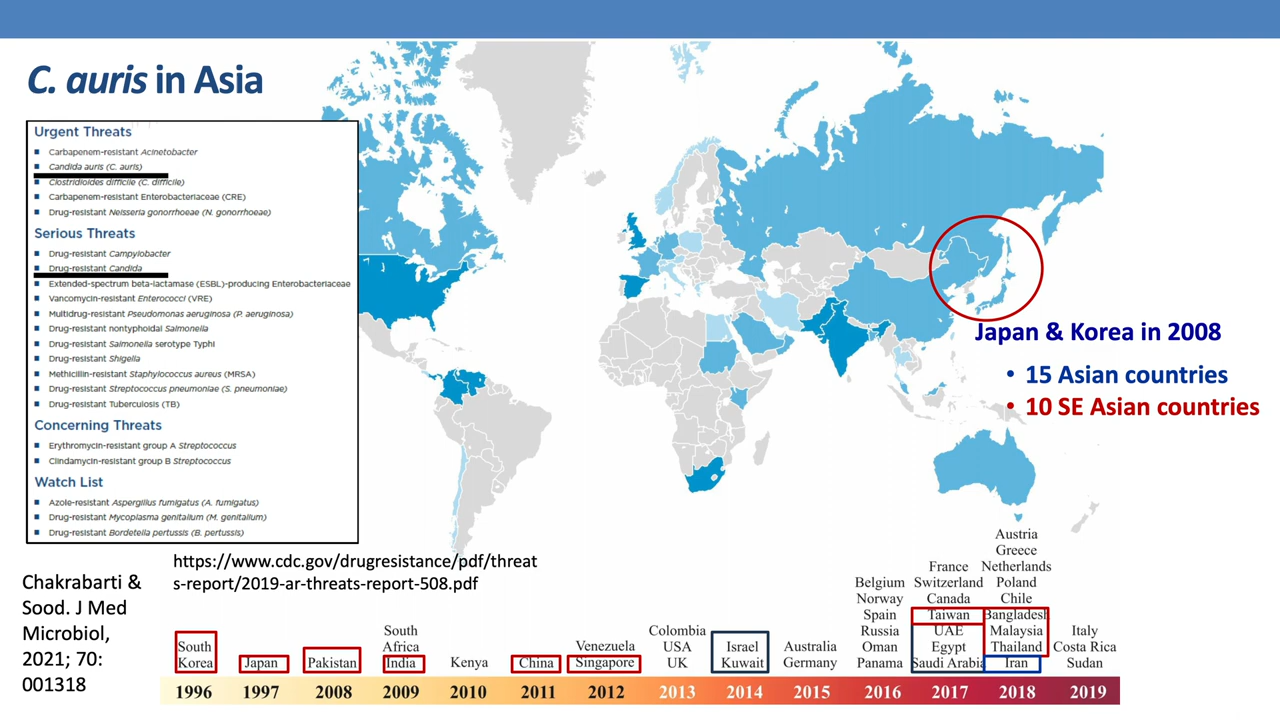 C. auris in Asia
Urgent Threats
Carbapenem-resistant Acinetobacter
Candida auris (C. auris)
Clostridioides difficile (C. difficile)
Carbapenem-resistant Enterobacteriaceae (CRE)
Drug-resistant Neisseria gonorrhoeae (N. gonorrhoeae)
Serious Threats
Drug-resistant Campylobacter
Drug-resistant Candida
Extended-spectrum beta-lactamase (ESBL)-producing Enterobacteriaceae
Vancomycin-resistant Enterococci (VRE)
Multidrug-resistant Pseudomonas aeruginosa (P. aeruginosa)
Drug-resistant nontyphoidal Salmonella
Drug-resistant Salmonella serotype Typhi
Drug-resistant Shigella
Methicillin-resistant Staphylococcus aureus (MRSA)
Drug-resistant Streptococcus pneumoniae (S. pneumoniae)
Drug-resistant Tuberculosis (TB)
Concerning Threats
Erythromycin-resistant group A Streptococcus
Clindamycin-resistant group B Streptococcus
Watch List
Azole-resistant Aspergillus fumigatus (A. fumigatus)
Drug-resistant Mycoplasma genitalium (M. genitalium)
Drug-resistant Bordetella pertussis (B. pertussis)
Japan & Korea in 2008
• 15 Asian countries
• 10 SE Asian countries
https://www.cdc.gov/drugresistance/pdf/threat
s-report/2019-ar-threats-report-508.pdf
Chakrabarti &
Sood. J Med
Microbiol,
2021; 70:
001318
South
Korea
Japan
Pakistan
South
Africa
India
Kenya
China
Venezuela
Singapore
Colombia
USA
UK
Israel
Kuwait
Australia
Germany
Belgium
Norway
Spain
Russia
Oman
Panama
France
Switzerland
Canada
Taiwan
UAE
Egypt
Saudi Arabia
Austria
Greece
Netherlands
Poland
Chile
Bangladesh
Malaysia
Thailand
Iran
Italy
Costa Rica
Sudan
1996 1997 2008 2009 2010 2011 2012 2013 2014 2015 2016 2017 2018 2019